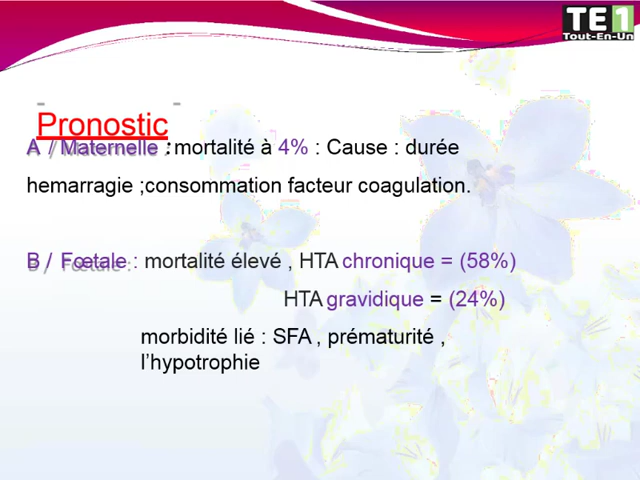 TE1
Tout-En-Un
Pronostic
A / Maternelle : mortalité à 4% : Cause : durée
hemarragie ;consommation facteur coagulation.
B / Fœtale : mortalité élevé , HTA chronique = (58%)
HTA gravidique = (24%)
morbidité lié : SFA , prématurité ,
l’hypotrophie